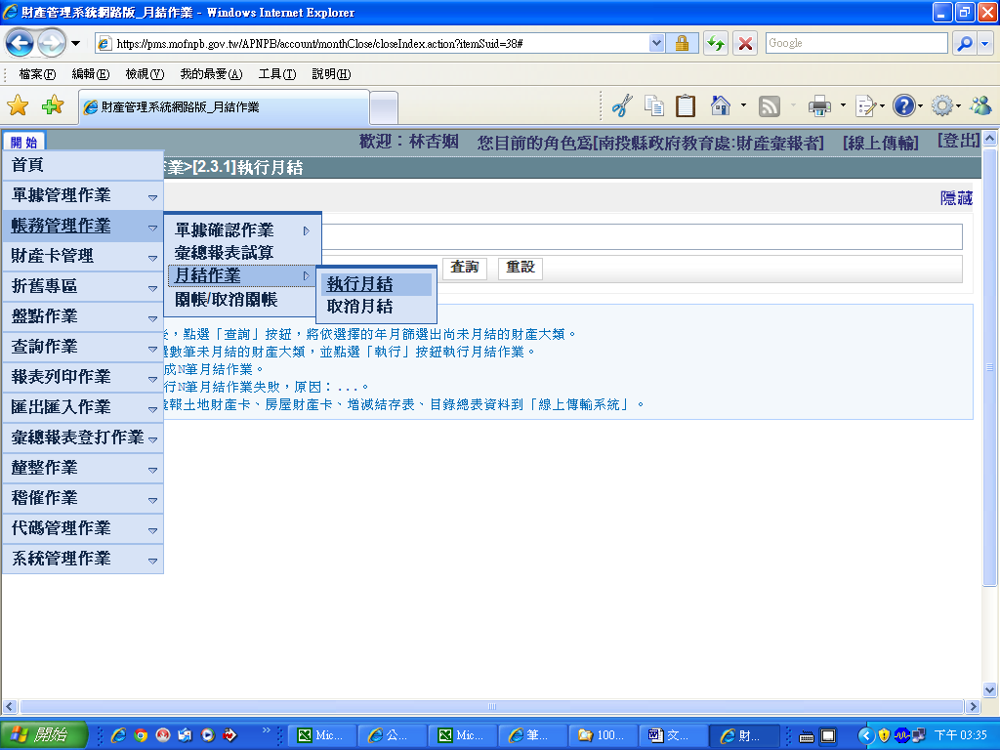 財產管理系統網路版_月結作業 - Windows Internet Explorer
https://pms.mofnpb.gov.tw/APNPB/account/monthClose/closeIndex.action?itemSuid=38#
Google
檔案(F) 編輯(E) 檢視(V) 我的最愛(A) 工具(T) 說明(H)
財產管理系統網路版_月結作業
開始
歡迎：林杏姻 您目前的角色為[南投縣政府教育處:財產彙報者] [線上傳輸] [登出]
首頁
作業>[2.3.1]執行月結
單據管理作業
隱藏
帳務管理作業
單據確認作業
彙總報表試算
月結作業
關帳/取消關帳
執行月結
取消月結
查詢 重設
財產卡管理
折舊專區
盤點作業
查詢作業
報表列印作業
匯出匯入作業
彙總報表登打作業
釐整作業
稽催作業
代碼管理作業
系統管理作業
後，點選「查詢」按鈕，將依選擇的年月篩選出尚未月結的財產大類。
選數筆未月結的財產大類，並點選「執行」按鈕執行月結作業。
成N筆月結作業。
行N筆月結作業失敗，原因：...。
彙報土地財產卡、房屋財產卡、增減結存表、目錄總表資料到「線上傳輸系統」。
開始
Mic... 公... Mic... 筆... 100... 文... 財...
下午 03:35